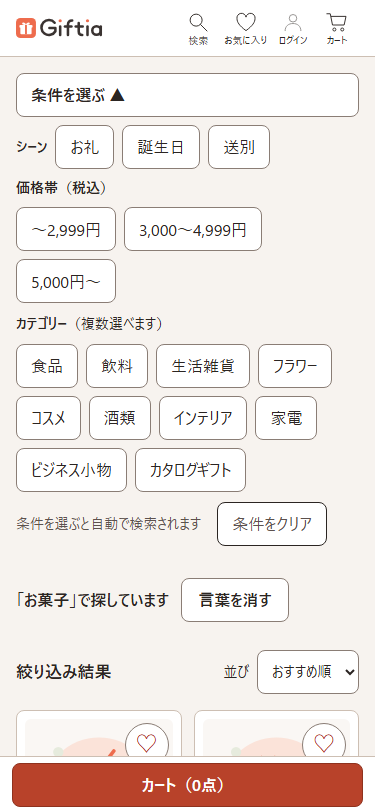 Giftia
検索 お気に入り ログイン カート
条件を選ぶ ▲
シーン お礼 誕生日 送別
価格帯（税込）
〜2,999円 3,000〜4,999円
5,000円〜
カテゴリー（複数選べます）
食品 飲料 生活雑貨 フラワー
コスメ 酒類 インテリア 家電
ビジネス小物 カタログギフト
条件を選ぶと自動で検索されます 条件をクリア
「お菓子」で探しています 言葉を消す
絞り込み結果 並び おすすめ順
カート（0点）